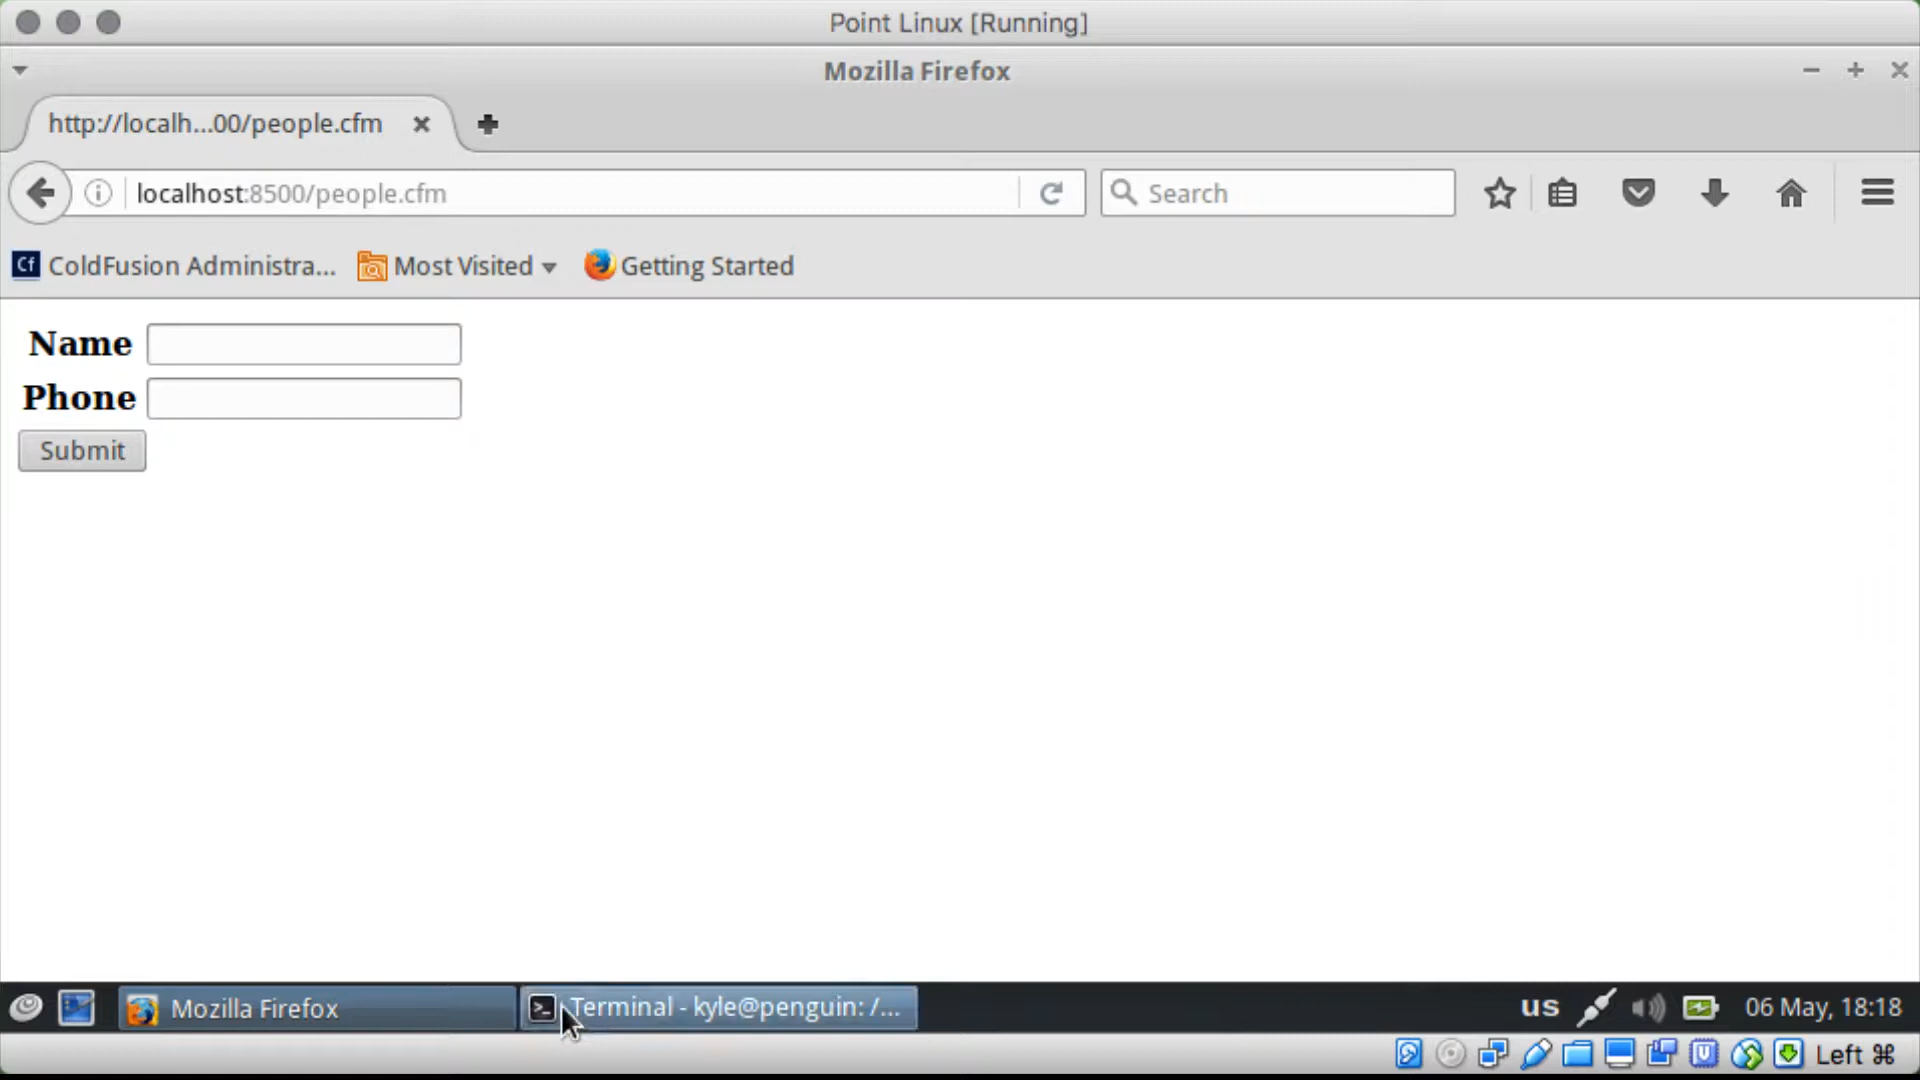 Point Linux [Running]
Mozilla Firefox
http://localh...00/people.cfm
localhost:8500/people.cfm
Search
Cf ColdFusion Administra...
Most Visited
Getting Started
Name
Phone
Submit
Mozilla Firefox
Terminal - kyle@penguin: /...
us
06 May, 18:18
Left ⌘